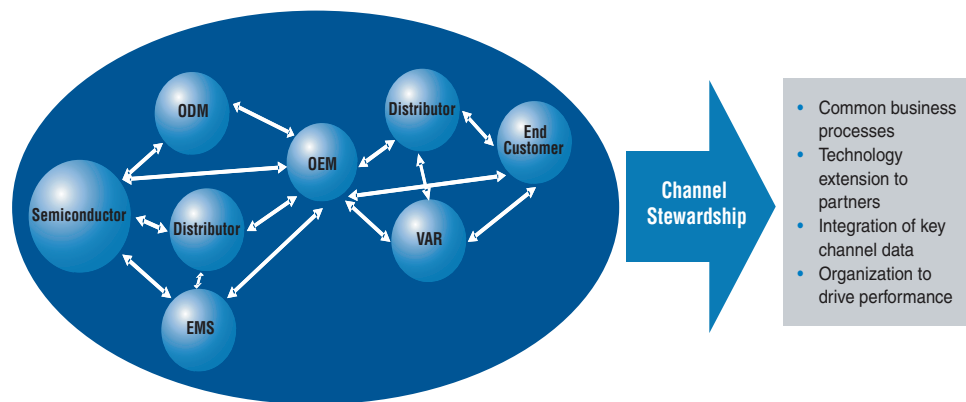 ODM
Distributor
End
Customer
OEM
Semiconductor
Distributor
VAR
EMS
Channel
Stewardship
• Common business
processes
• Technology
extension to
partners
• Integration of key
channel data
• Organization to
drive performance